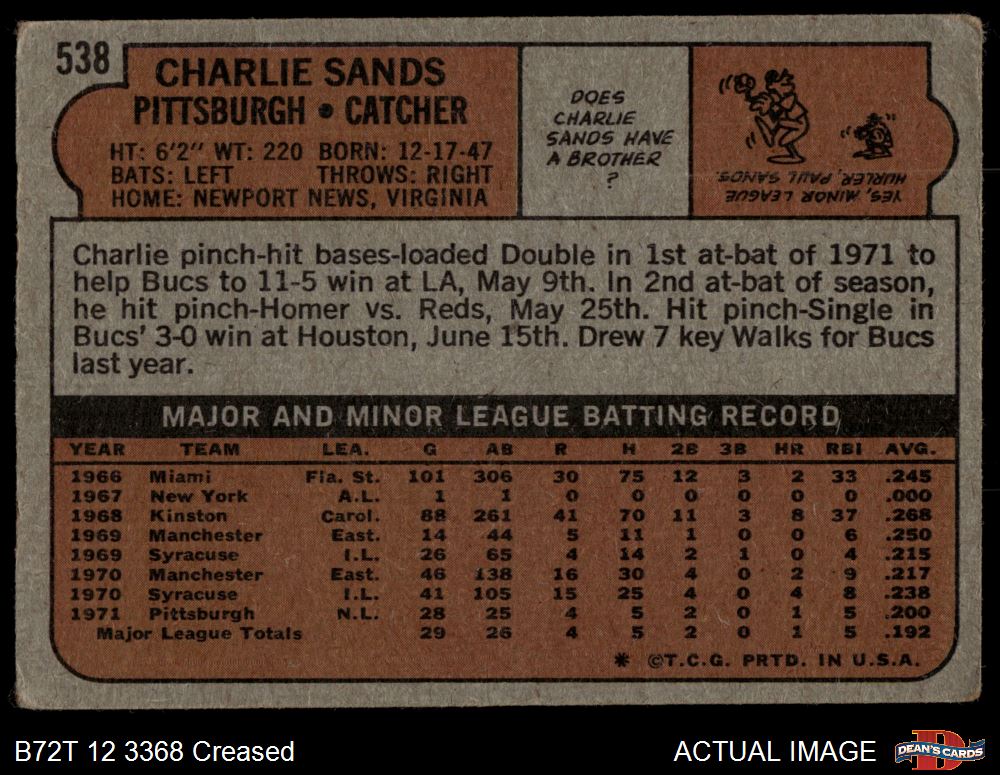 538
CHARLIE SANDS
PITTSBURGH • CATCHER
HT: 6'2" WT: 220 BORN: 12-17-47
BATS: LEFT THROWS: RIGHT
HOME: NEWPORT NEWS, VIRGINIA
DOES
CHARLIE
SANDS HAVE
A BROTHER
?
YES, MINOR LEAGUE
HURLER, PAUL SANDS.
Charlie pinch-hit bases-loaded Double in 1st at-bat of 1971 to
help Bucs to 11-5 win at LA, May 9th. In 2nd at-bat of season,
he hit pinch-Homer vs. Reds, May 25th. Hit pinch-Single in
Bucs' 3-0 win at Houston, June 15th. Drew 7 key Walks for Bucs
last year.
MAJOR AND MINOR LEAGUE BATTING RECORD
YEAR TEAM LEA. G AB R H 2B 3B HR RBI AVG.
1966 Miami Fla. St. 101 306 30 75 12 3 2 33 .245
1967 New York A.L. 1 1 0 0 0 0 0 0 .000
1968 Kinston Carol. 88 261 41 70 11 3 8 37 .268
1969 Manchester East. 14 44 5 11 1 0 0 6 .250
1969 Syracuse I.L. 26 65 4 14 2 1 0 4 .215
1970 Manchester East. 46 138 16 30 4 0 2 9 .217
1970 Syracuse I.L. 41 105 15 25 4 0 4 8 .238
1971 Pittsburgh N.L. 28 25 4 5 2 0 1 5 .200
Major League Totals 29 26 4 5 2 0 1 5 .192
* ©T.C.G. PRTD. IN U.S.A.
B72T 12 3368 Creased
ACTUAL IMAGE
DEAN'S CARDS